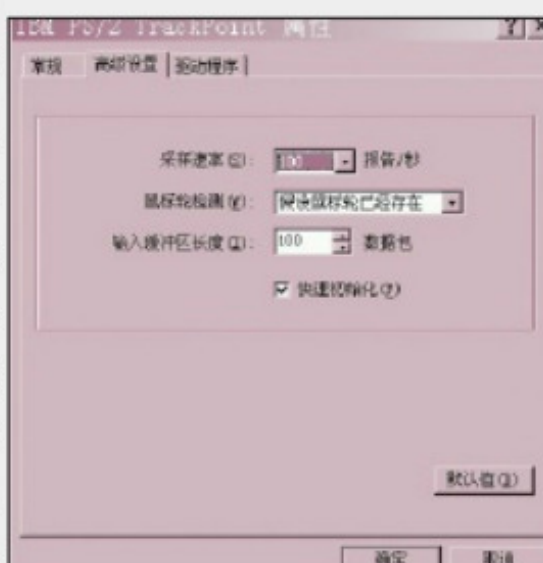 IBM PS/2 TrackPoint 属性
常规 高级设置 驱动程序
采样速率(S): 100 报告/秒
鼠标轮检测(W): 假设鼠标轮已经存在
输入缓冲区长度(I): 100 数据包
快速初始化(F)
默认值(D)
确定 取消